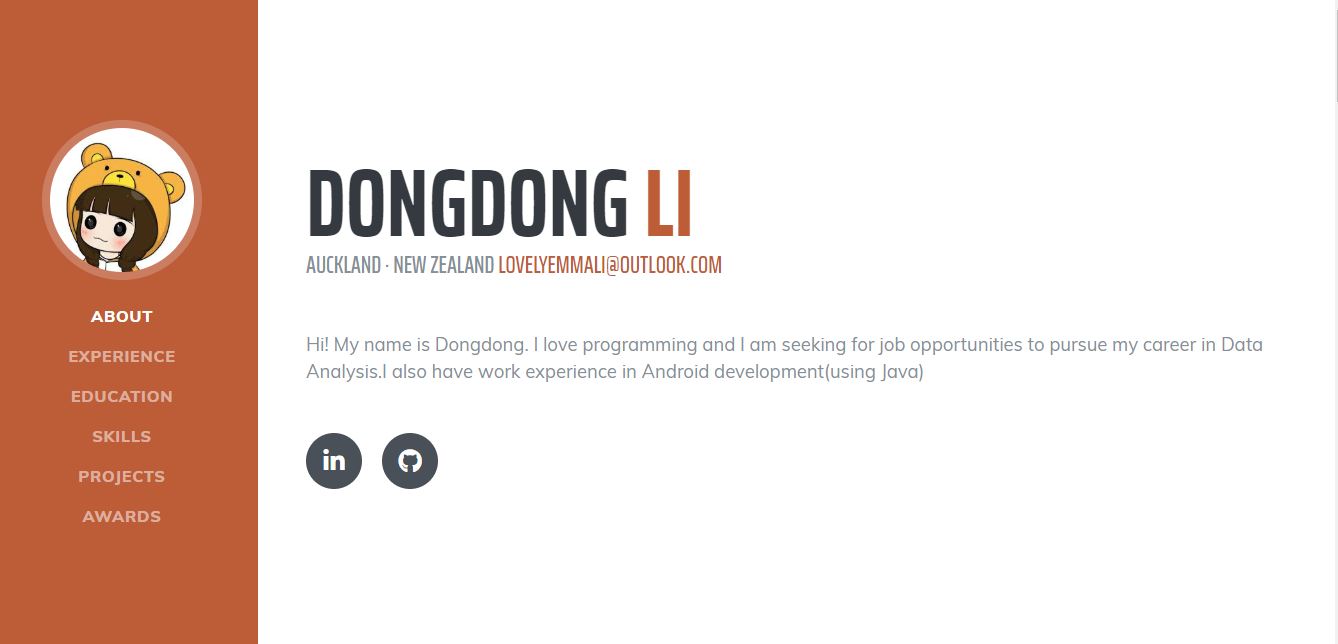 ABOUT
EXPERIENCE
EDUCATION
SKILLS
PROJECTS
AWARDS
DONGDONG LI
AUCKLAND · NEW ZEALAND LOVELYEMMALI@OUTLOOK.COM
Hi! My name is Dongdong. I love programming and I am seeking for job opportunities to pursue my career in Data
Analysis.I also have work experience in Android development(using Java)
in